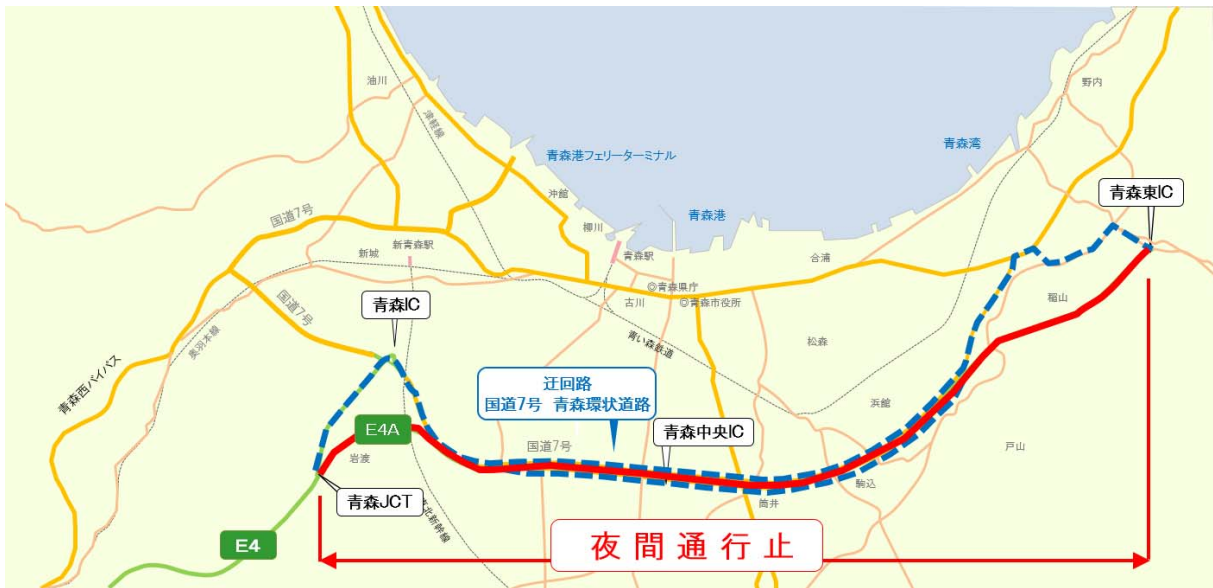 油川
津軽線
野内
青森湾
青森港フェリーターミナル
青森東IC
沖館
青森港
国道7号
柳川
新青森駅
新城
青森駅
合浦
◎青森県庁
稲山
古川
◎青森市役所
国道7号
青森IC
奥羽本線
青い森鉄道
松森
青森西バイパス
迂回路
国道7号 青森環状道路
浜館
E4A
国道7号
青森中央IC
戸山
岩渡
駒込
青森JCT
筒井
東北新幹線
E4
夜間通行止